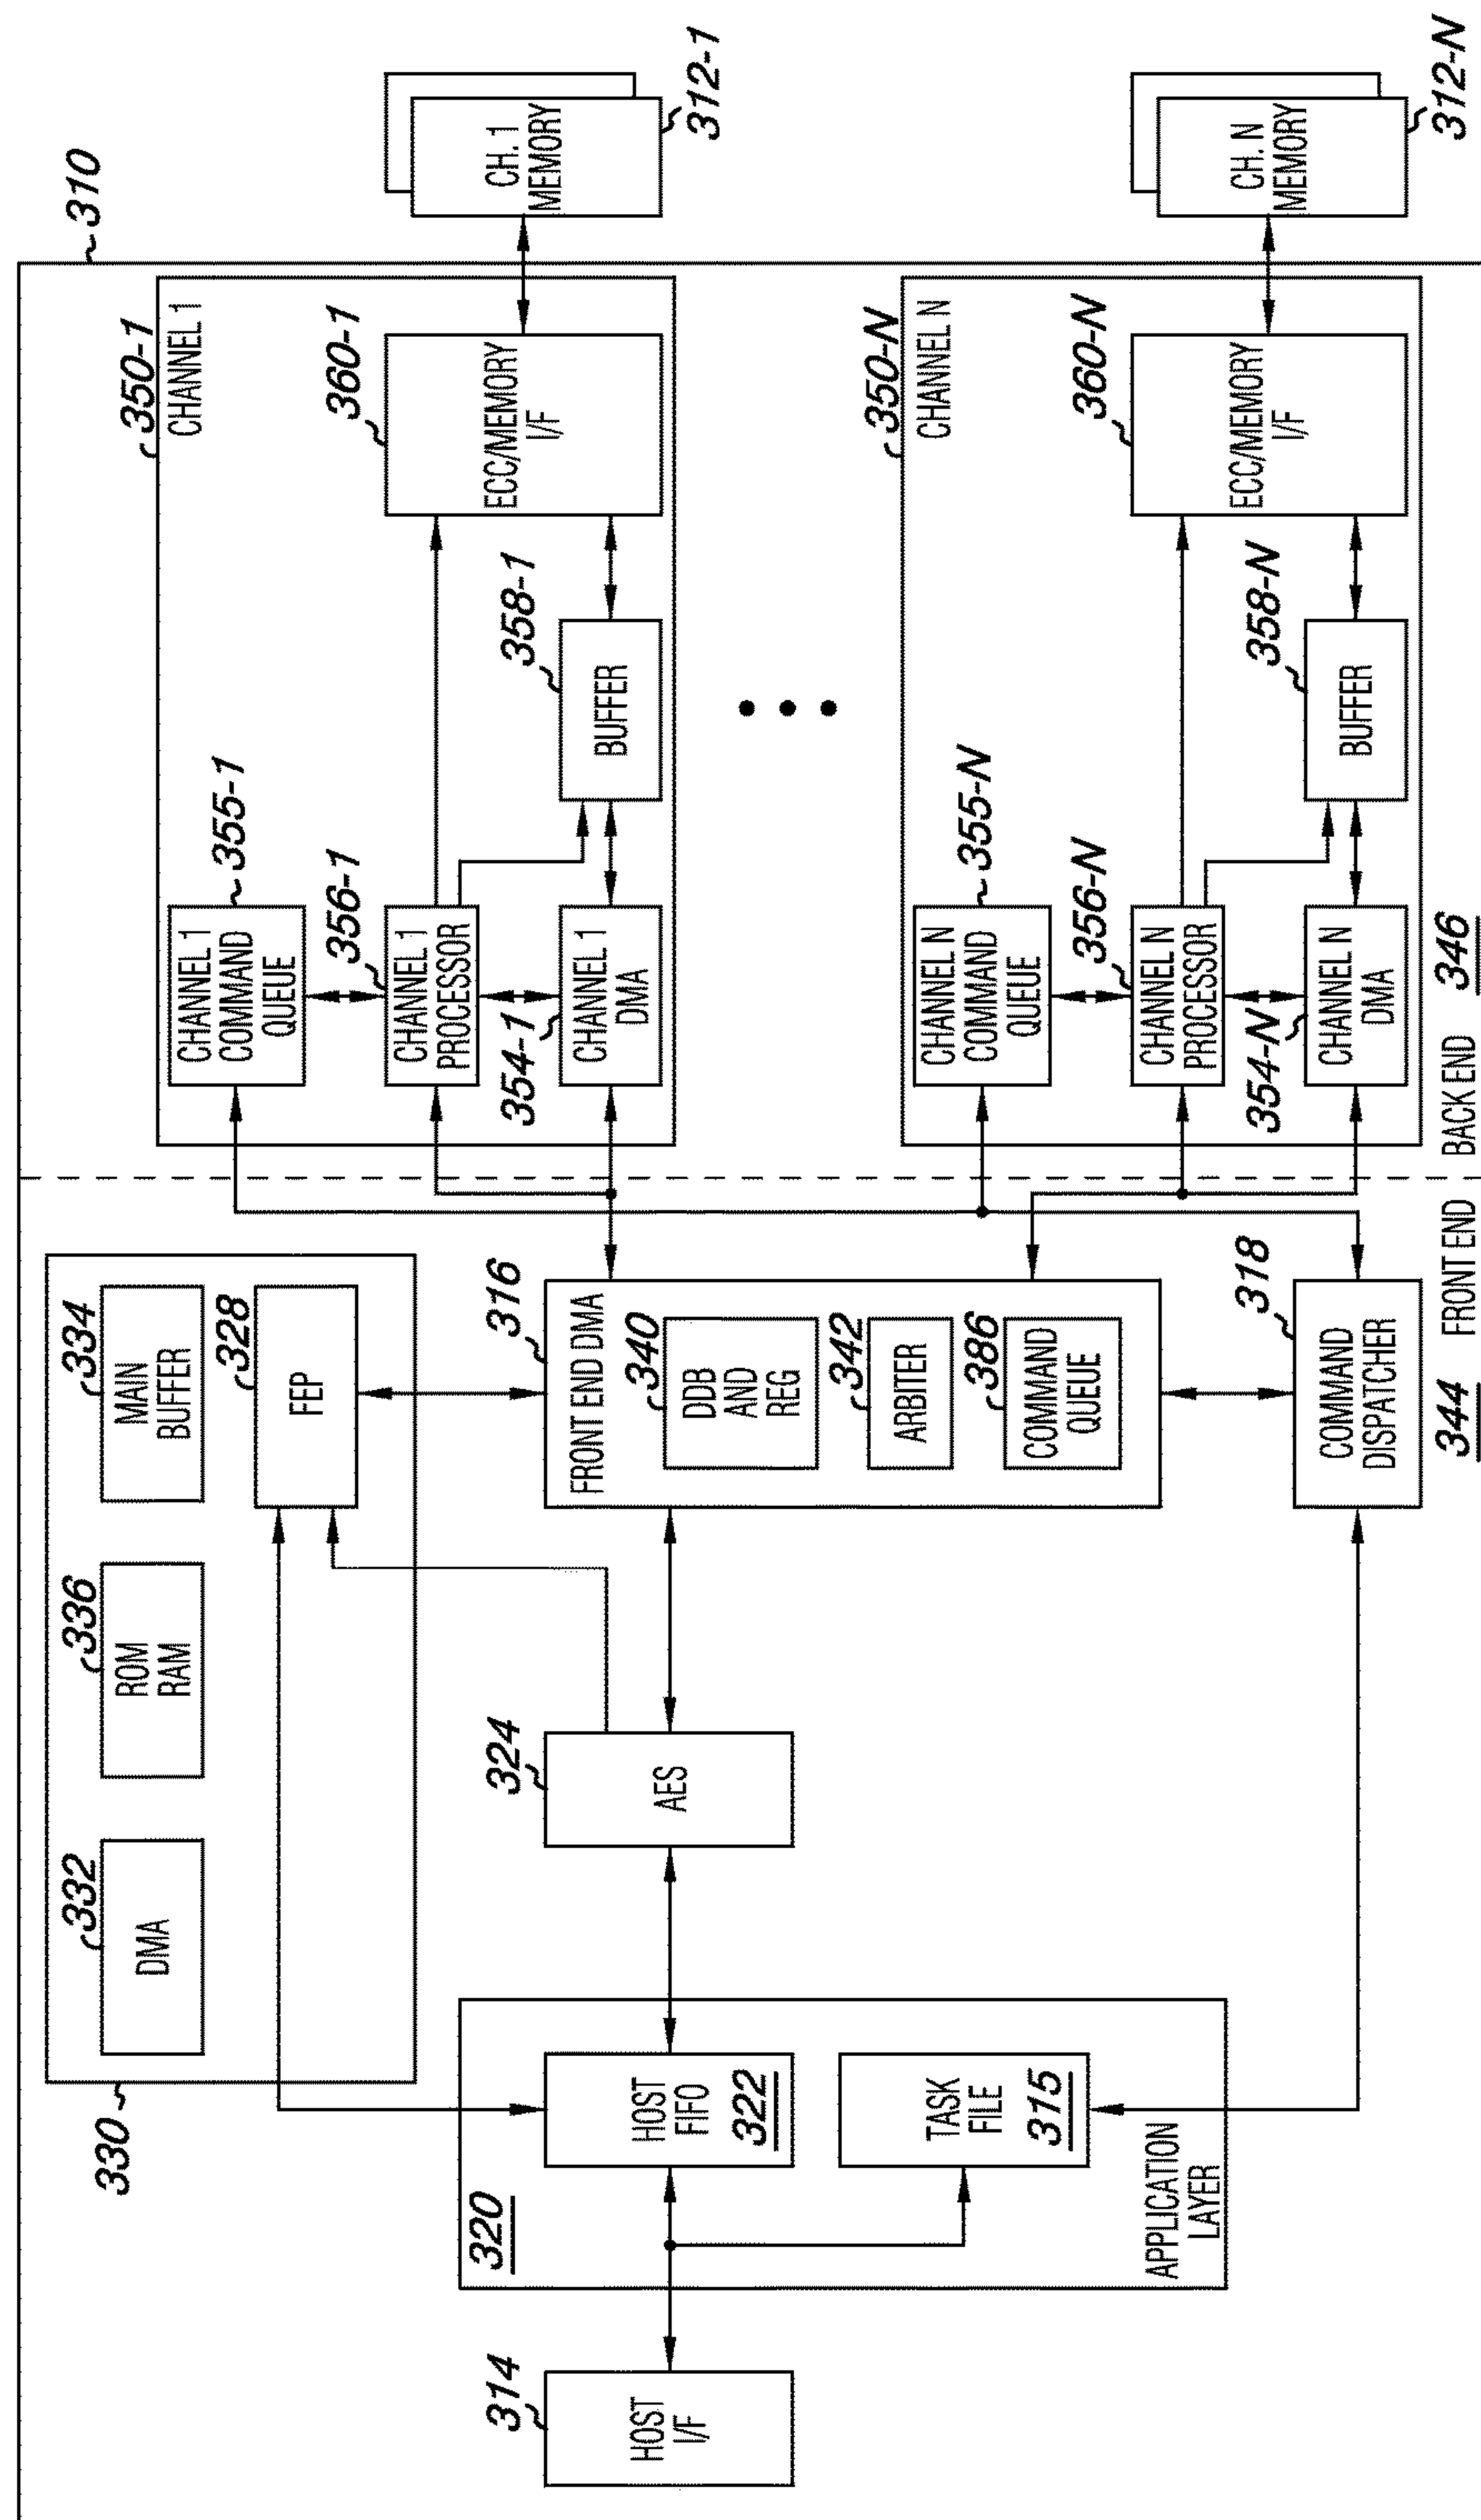 310
330
332
DMA
336
ROM
RAM
334
MAIN
BUFFER
328
FEP
314
HOST
I/F
320
HOST
FIFO
322
TASK
FILE
315
APPLICATION
LAYER
324
AES
316
FRONT END DMA
340
DDB
AND
REG
342
ARBITER
386
COMMAND
QUEUE
318
COMMAND
DISPATCHER
344
FRONT END
BACK END
346
350-1
CHANNEL 1
355-1
CHANNEL 1
COMMAND
QUEUE
356-1
CHANNEL 1
PROCESSOR
354-1
CHANNEL 1
DMA
358-1
BUFFER
360-1
ECC/MEMORY
I/F
CH. 1
MEMORY
312-1
350-N
CHANNEL N
355-N
CHANNEL N
COMMAND
QUEUE
356-N
CHANNEL N
PROCESSOR
354-N
CHANNEL N
DMA
358-N
BUFFER
360-N
ECC/MEMORY
I/F
CH. N
MEMORY
312-N